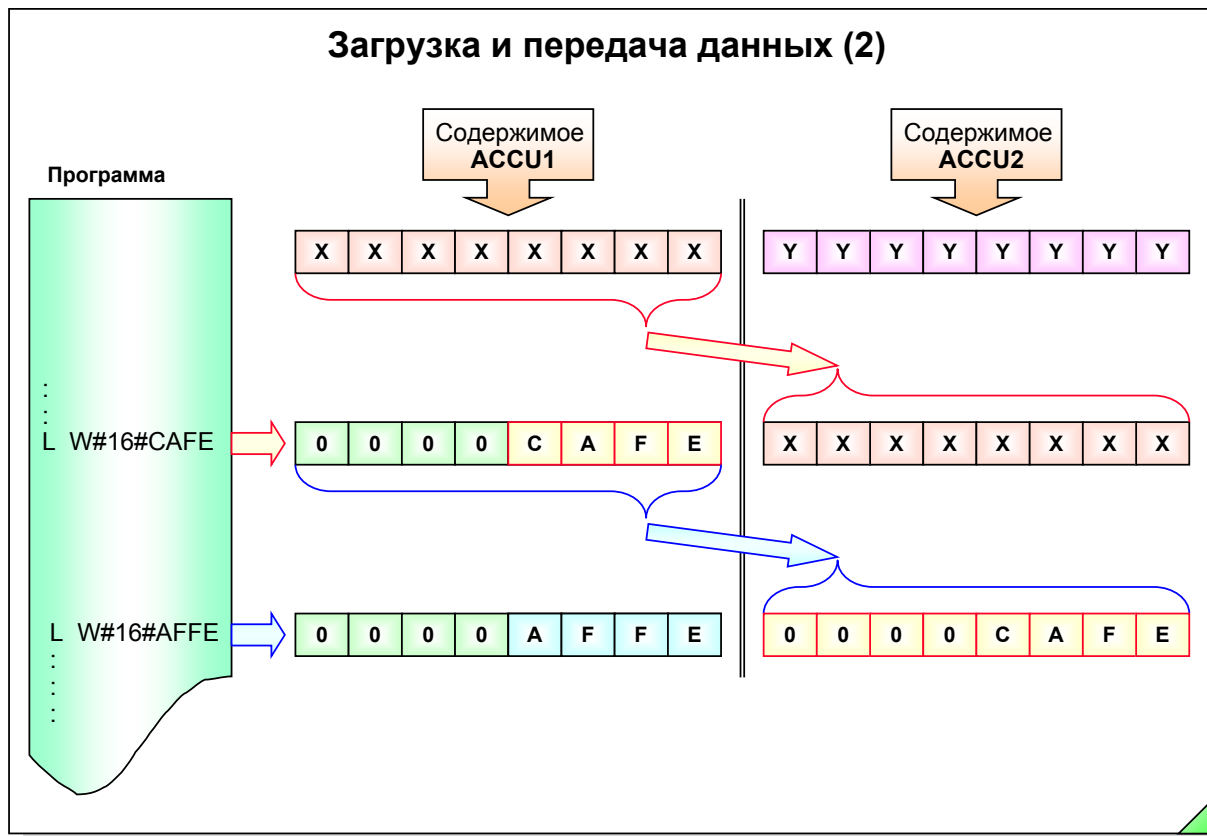 Загрузка и передача данных (2)
Содержимое
ACCU1
Содержимое
ACCU2
Программа
X X X X X X X X
Y Y Y Y Y Y Y Y
L W#16#CAFE
0 0 0 0 C A F E
X X X X X X X X
L W#16#AFFE
0 0 0 0 A F F E
0 0 0 0 C A F E